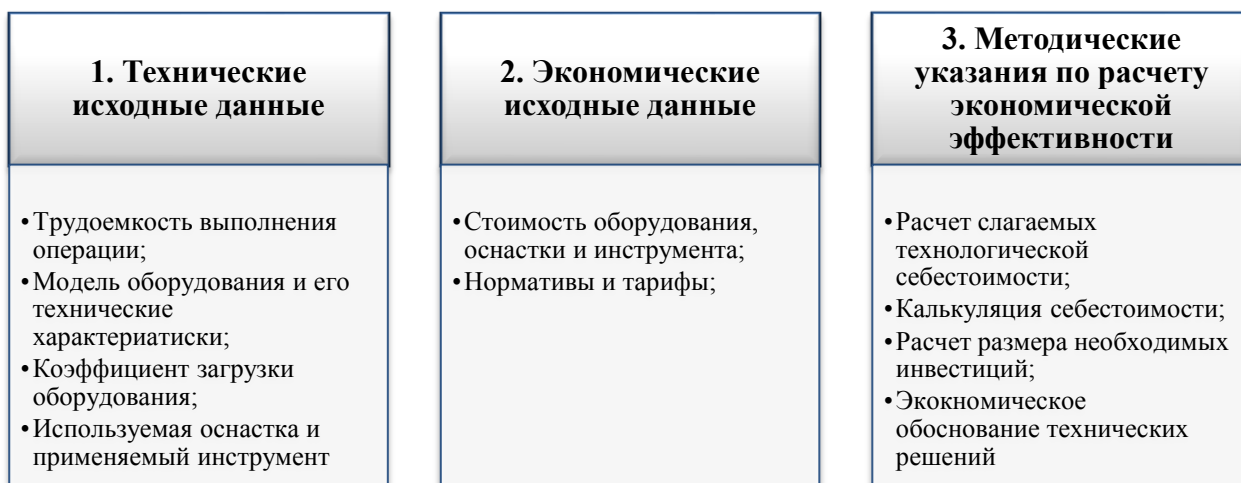 1. Технические
исходные данные
•Трудоемкость выполнения
операции;
•Модель оборудования и его
технические
характериатиски;
•Коэффициент загрузки
оборудования;
•Используемая оснастка и
применяемый инструмент
2. Экономические
исходные данные
•Стоимость оборудования,
оснастки и инструмента;
•Нормативы и тарифы;
3. Методические
указания по расчету
экономической
эффективности
•Расчет слагаемых
технологической
себестоимости;
•Калькуляция себестоимости;
•Расчет размера необходимых
инвестиций;
•Экокномическое
обоснование технических
решений